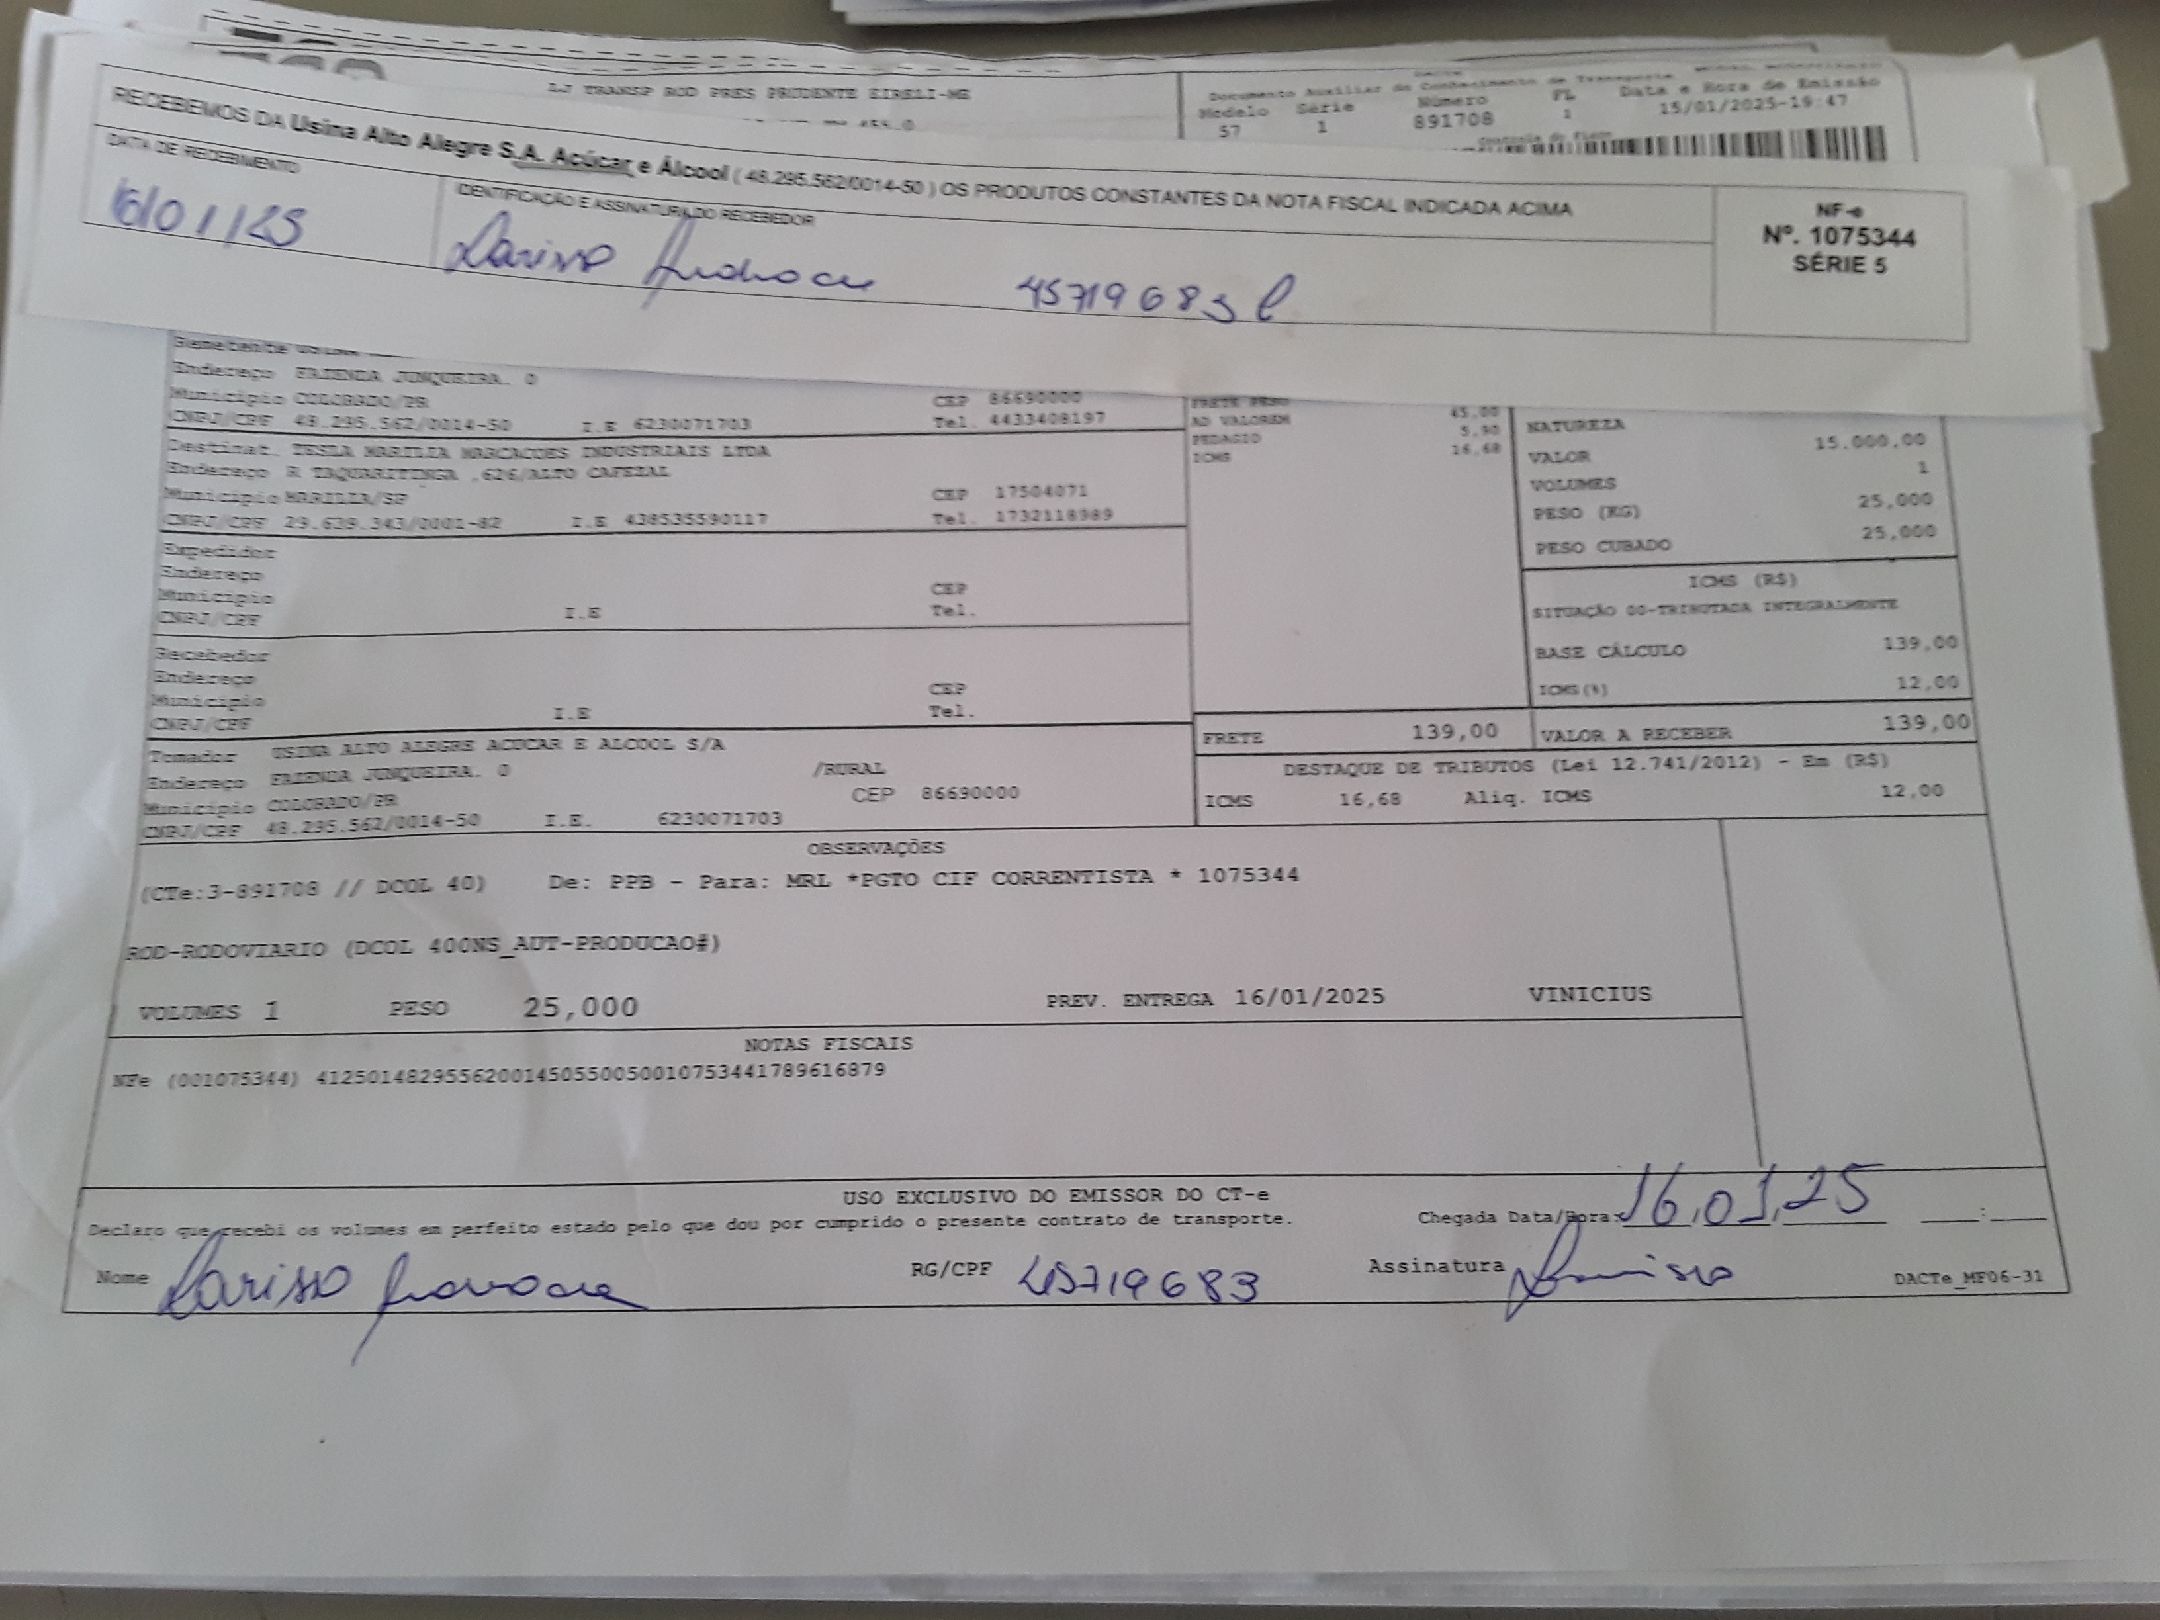 LJ TRANSP ROD PRES PRUDENTE EIRELI-ME
Documento Auxiliar do Conhecimento de Transporte
Modelo Série Número FL Data e Hora de Emissão
57 1 891708 1 15/01/2025-19:47
RECEBEMOS DA Usina Alto Alegre S.A. Açúcar e Álcool ( 48.295.562/0014-50 ) OS PRODUTOS CONSTANTES DA NOTA FISCAL INDICADA ACIMA
DATA DE RECEBIMENTO
IDENTIFICAÇÃO E ASSINATURA DO RECEBEDOR
16/01/25
Larissa
NF-e
Nº. 1075344
SÉRIE 5
Remetente
Endereço FAZENDA JUNQUEIRA. 0
Município COLORADO/PR CEP 86690000
CNPJ/CPF 48.295.562/0014-50 I.E 6230071703 Tel. 4433408197
Destinat. TESLA MARILIA MARCACOES INDUSTRIAIS LTDA
Endereço R TAQUARITINGA ,626/ALTO CAFEZAL
Município MARILIA/SP CEP 17504071
CNPJ/CPF 29.639.343/0001-82 I.E 438535590117 Tel. 1732118989
Expedidor
Endereço
Município CEP
CNPJ/CPF I.E Tel.
Recebedor
Endereço
Município CEP
CNPJ/CPF I.E Tel.
Tomador USINA ALTO ALEGRE ACUCAR E ALCOOL S/A
Endereço FAZENDA JUNQUEIRA. 0 /RURAL
Município COLORADO/PR CEP 86690000
CNPJ/CPF 48.295.562/0014-50 I.E. 6230071703
FRETE PESO
AD VALOREM 45,00
PEDAGIO 5,90
ICMS 16,68
NATUREZA
VALOR 15.000,00
VOLUMES 1
PESO (KG) 25,000
PESO CUBADO 25,000
ICMS (R$)
SITUAÇÃO 00-TRIBUTADA INTEGRALMENTE
BASE CÁLCULO 139,00
ICMS(%) 12,00
FRETE 139,00 VALOR A RECEBER 139,00
DESTAQUE DE TRIBUTOS (Lei 12.741/2012) - Em (R$)
ICMS 16,68 Aliq. ICMS 12,00
OBSERVAÇÕES
(CTe:3-891708 // DCOL 40) De: PPB - Para: MRL *PGTO CIF CORRENTISTA * 1075344
ROD-RODOVIARIO (DCOL 400NS_AUT-PRODUCAO#)
VOLUMES 1 PESO 25,000 PREV. ENTREGA 16/01/2025 VINICIUS
NOTAS FISCAIS
NFe (001075344) 41250148295562001450550050010753441789616879
USO EXCLUSIVO DO EMISSOR DO CT-e
Declaro que recebi os volumes em perfeito estado pelo que dou por cumprido o presente contrato de transporte.
Chegada Data/Hora: 16.01.25
Nome Larissa RG/CPF 45719683 Assinatura Larissa DACTe_MF06-31